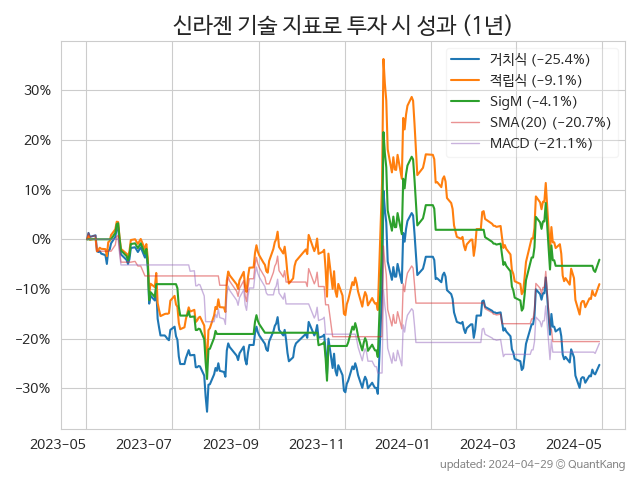 신라젠 기술 지표로 투자 시 성과 (1년)
거치식 (−25.4%)
적립식 (−9.1%)
SigM (−4.1%)
SMA(20) (−20.7%)
MACD (−21.1%)
30%
20%
10%
0%
−10%
−20%
−30%
2023-05 2023-07 2023-09 2023-11 2024-01 2024-03 2024-05
updated: 2024-04-29 © QuantKang